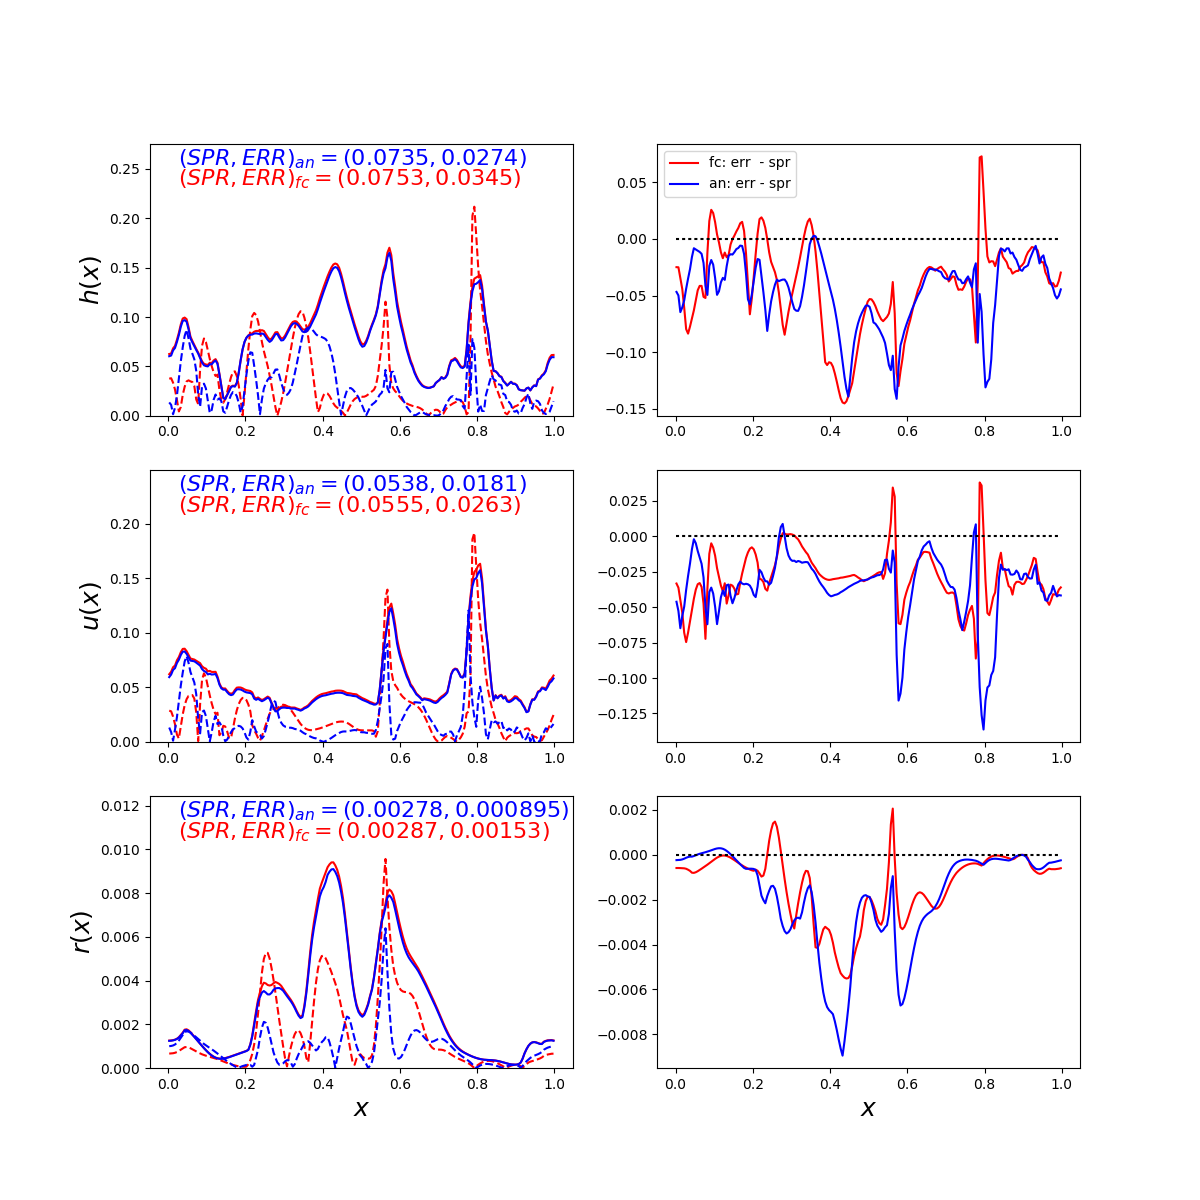 (SPR, ERR)an = (0.0735, 0.0274)
(SPR, ERR)fc = (0.0753, 0.0345)
0.25
0.20
0.15
0.10
0.05
0.00
h(x)
0.0 0.2 0.4 0.6 0.8 1.0
fc: err - spr
an: err - spr
0.05
0.00
−0.05
−0.10
−0.15
0.0 0.2 0.4 0.6 0.8 1.0
(SPR, ERR)an = (0.0538, 0.0181)
(SPR, ERR)fc = (0.0555, 0.0263)
0.20
0.15
0.10
0.05
0.00
u(x)
0.0 0.2 0.4 0.6 0.8 1.0
0.025
0.000
−0.025
−0.050
−0.075
−0.100
−0.125
0.0 0.2 0.4 0.6 0.8 1.0
(SPR, ERR)an = (0.00278, 0.000895)
(SPR, ERR)fc = (0.00287, 0.00153)
0.012
0.010
0.008
0.006
0.004
0.002
0.000
r(x)
0.0 0.2 0.4 0.6 0.8 1.0
x
0.002
0.000
−0.002
−0.004
−0.006
−0.008
0.0 0.2 0.4 0.6 0.8 1.0
x